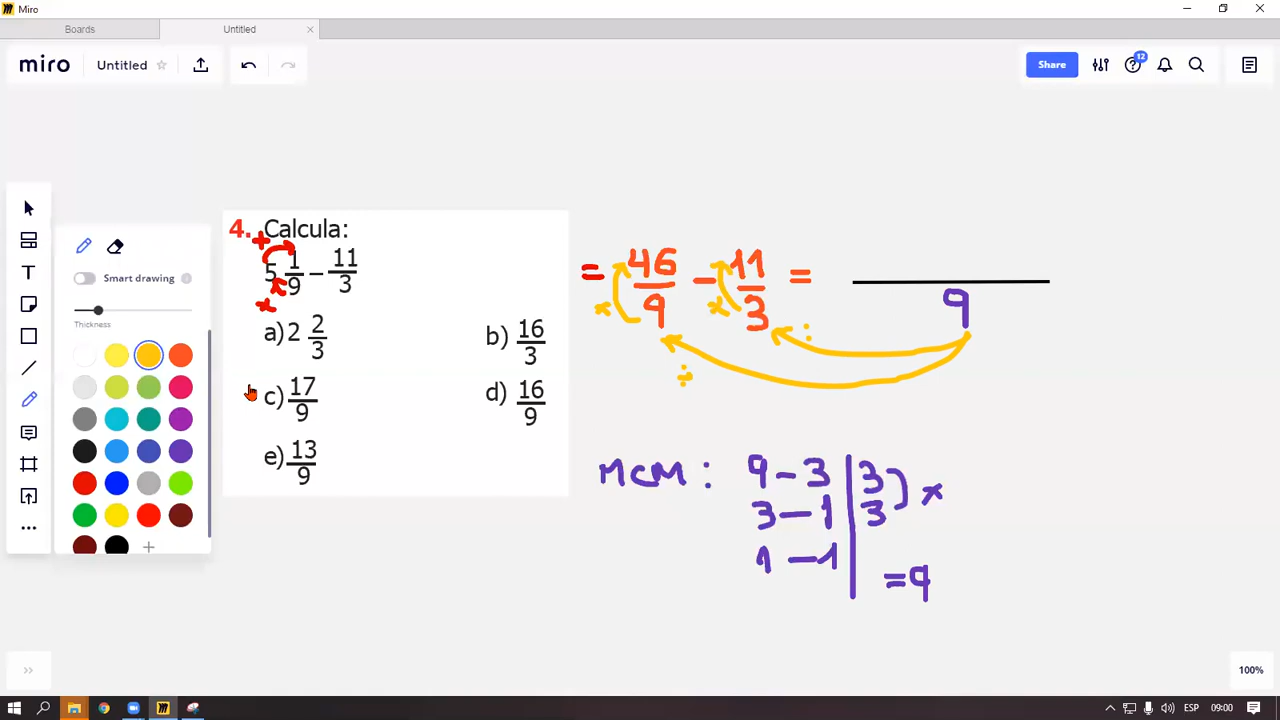 Miro
Boards
Untitled
miro
Untitled
Share
12
Smart drawing
Thickness
4. Calcula:
+
5 1/9 − 11/3
x
a) 2 2/3
b) 16/3
c) 17/9
d) 16/9
e) 13/9
= 46/9 − 11/3 = /9
x
x
:
÷
MCM : 9 − 3 | 3
3 − 1 | 3
x
1 − 1 |
= 9
100%
ESP
09:00